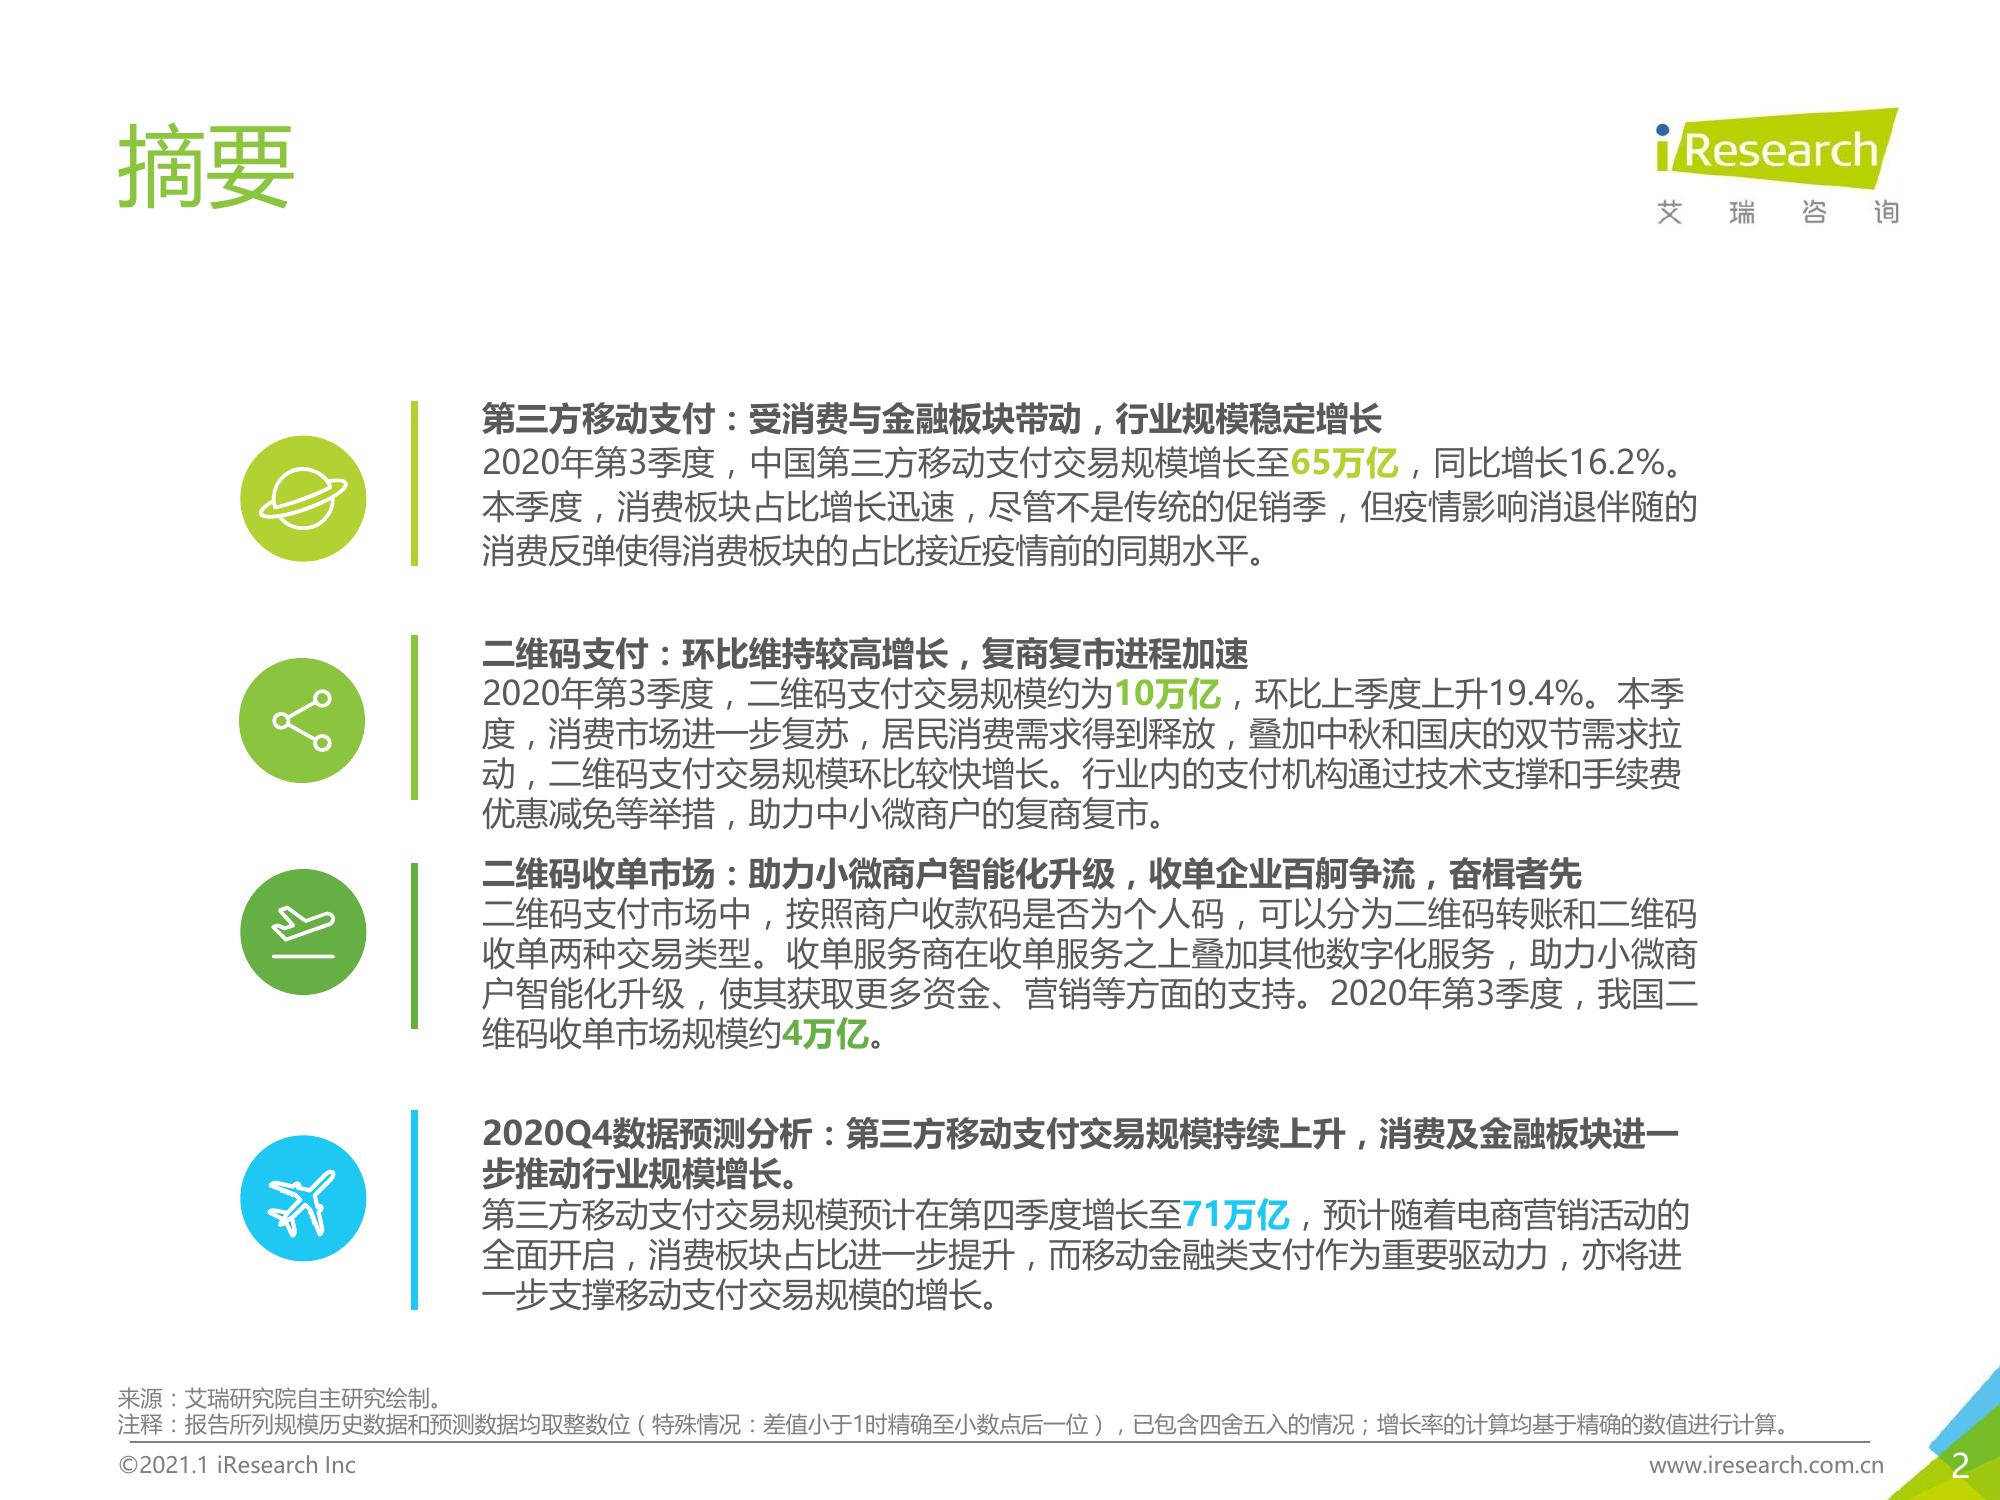 摘要
iResearch
艾瑞咨询
第三方移动支付：受消费与金融板块带动，行业规模稳定增长
2020年第3季度，中国第三方移动支付交易规模增长至65万亿，同比增长16.2%。
本季度，消费板块占比增长迅速，尽管不是传统的促销季，但疫情影响消退伴随的
消费反弹使得消费板块的占比接近疫情前的同期水平。
二维码支付：环比维持较高增长，复商复市进程加速
2020年第3季度，二维码支付交易规模约为10万亿，环比上季度上升19.4%。本季
度，消费市场进一步复苏，居民消费需求得到释放，叠加中秋和国庆的双节需求拉
动，二维码支付交易规模环比较快增长。行业内的支付机构通过技术支撑和手续费
优惠减免等举措，助力中小微商户的复商复市。
二维码收单市场：助力小微商户智能化升级，收单企业百舸争流，奋楫者先
二维码支付市场中，按照商户收款码是否为个人码，可以分为二维码转账和二维码
收单两种交易类型。收单服务商在收单服务之上叠加其他数字化服务，助力小微商
户智能化升级，使其获取更多资金、营销等方面的支持。2020年第3季度，我国二
维码收单市场规模约4万亿。
2020Q4数据预测分析：第三方移动支付交易规模持续上升，消费及金融板块进一
步推动行业规模增长。
第三方移动支付交易规模预计在第四季度增长至71万亿，预计随着电商营销活动的
全面开启，消费板块占比进一步提升，而移动金融类支付作为重要驱动力，亦将进
一步支撑移动支付交易规模的增长。
来源：艾瑞研究院自主研究绘制。
注释：报告所列规模历史数据和预测数据均取整数位（特殊情况：差值小于1时精确至小数点后一位），已包含四舍五入的情况；增长率的计算均基于精确的数值进行计算。
©2021.1 iResearch Inc
www.iresearch.com.cn
2